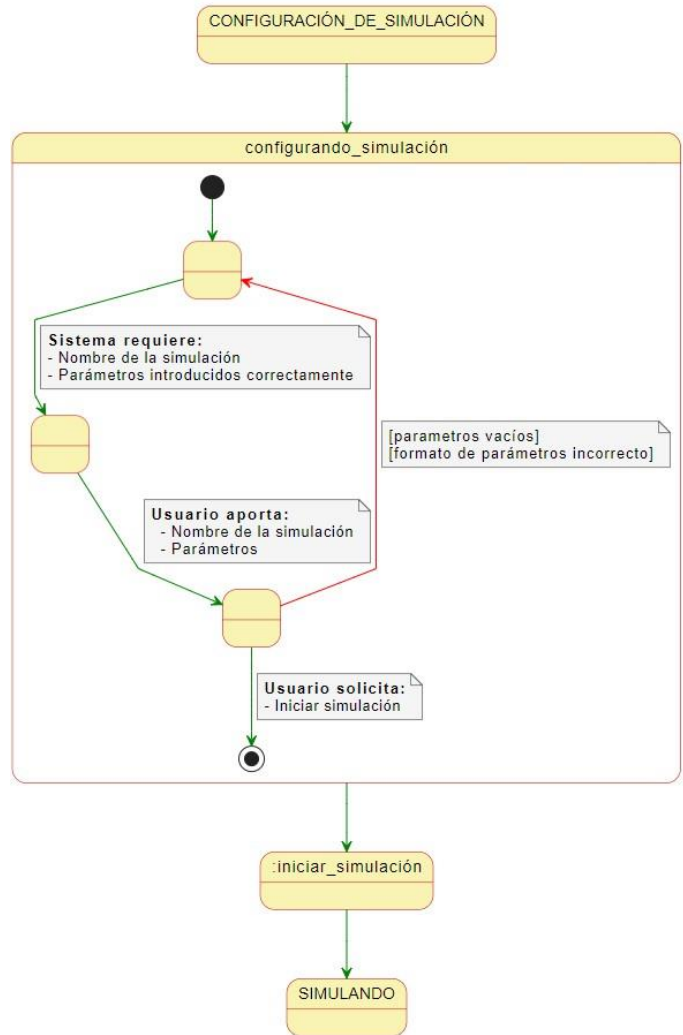 CONFIGURACIÓN_DE_SIMULACIÓN
configurando_simulación
Sistema requiere:
- Nombre de la simulación
- Parámetros introducidos correctamente
[parametros vacíos]
[formato de parámetros incorrecto]
Usuario aporta:
- Nombre de la simulación
- Parámetros
Usuario solicita:
- Iniciar simulación
:iniciar_simulación
SIMULANDO